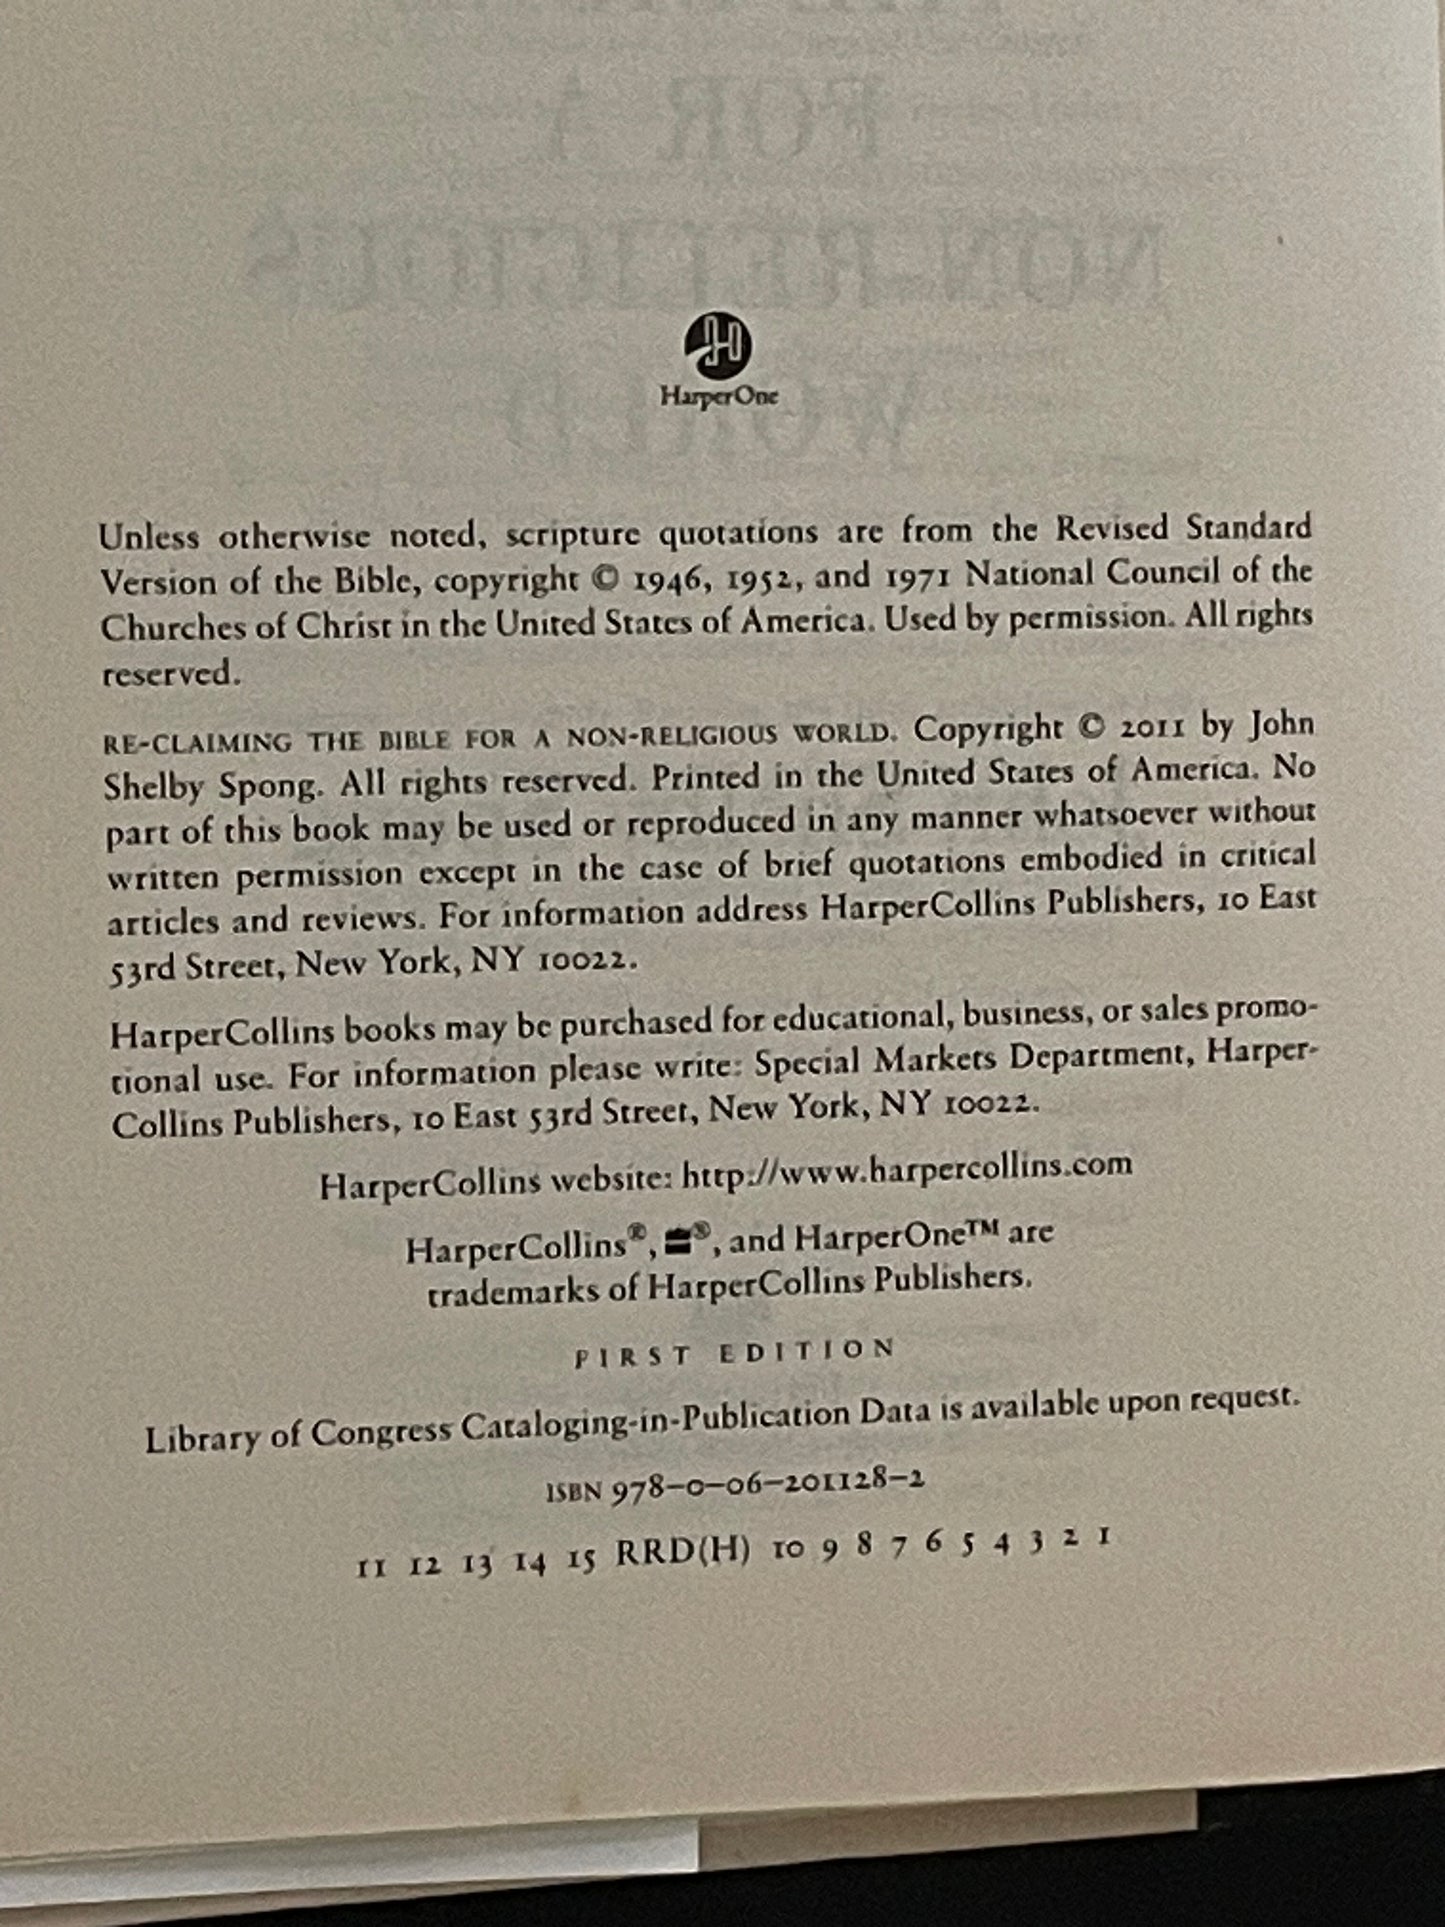 HarperOne
Unless otherwise noted, scripture quotations are from the Revised Standard
Version of the Bible, copyright © 1946, 1952, and 1971 National Council of the
Churches of Christ in the United States of America. Used by permission. All rights
reserved.
RE-CLAIMING THE BIBLE FOR A NON-RELIGIOUS WORLD. Copyright © 2011 by John
Shelby Spong. All rights reserved. Printed in the United States of America. No
part of this book may be used or reproduced in any manner whatsoever without
written permission except in the case of brief quotations embodied in critical
articles and reviews. For information address HarperCollins Publishers, 10 East
53rd Street, New York, NY 10022.
HarperCollins books may be purchased for educational, business, or sales promo-
tional use. For information please write: Special Markets Department, Harper-
Collins Publishers, 10 East 53rd Street, New York, NY 10022.
HarperCollins website: http://www.harpercollins.com
HarperCollins®, ®, and HarperOne™ are
trademarks of HarperCollins Publishers.
FIRST EDITION
Library of Congress Cataloging-in-Publication Data is available upon request.
ISBN 978–0–06–201128–2
11 12 13 14 15 RRD(H) 10 9 8 7 6 5 4 3 2 1